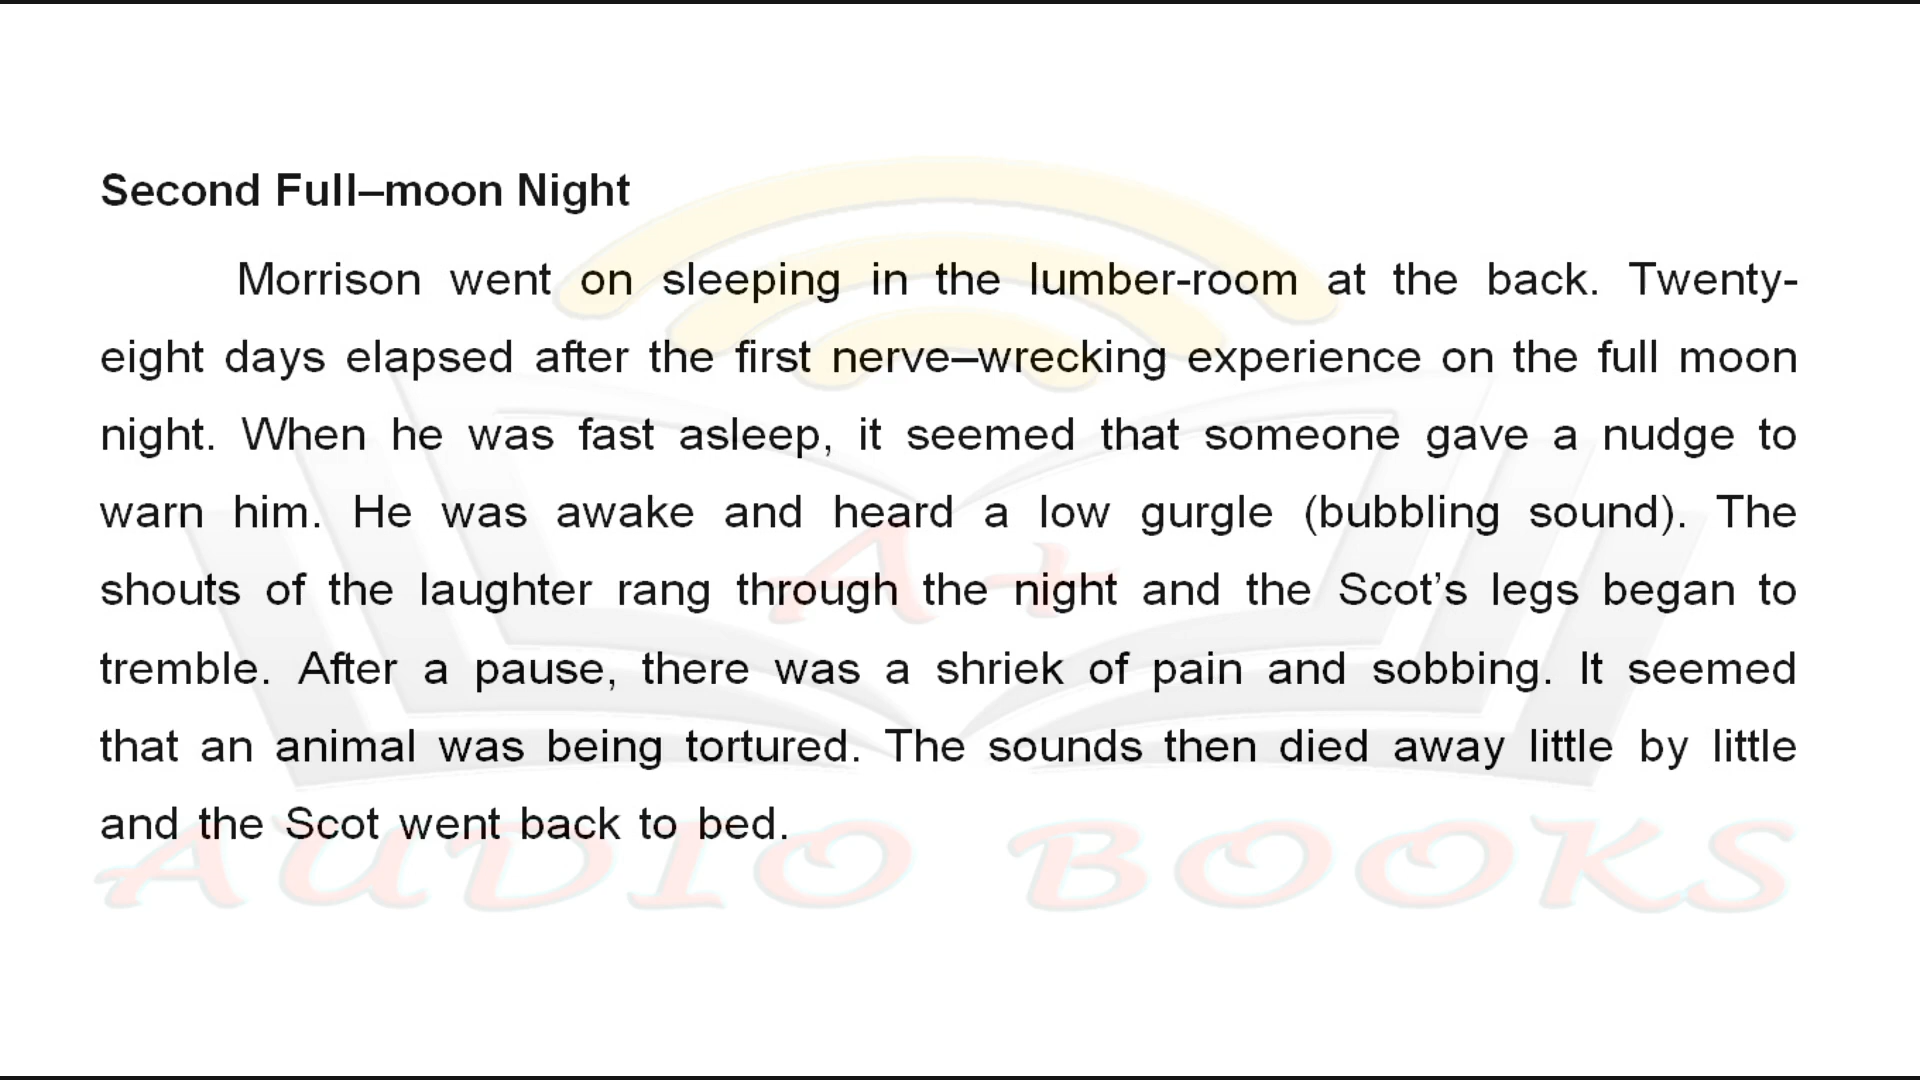 Second Full–moon Night
Morrison went on sleeping in the lumber-room at the back. Twenty-
eight days elapsed after the first nerve–wrecking experience on the full moon
night. When he was fast asleep, it seemed that someone gave a nudge to
warn him. He was awake and heard a low gurgle (bubbling sound). The
shouts of the laughter rang through the night and the Scot’s legs began to
tremble. After a pause, there was a shriek of pain and sobbing. It seemed
that an animal was being tortured. The sounds then died away little by little
and the Scot went back to bed.
A+
AUDIO BOOKS